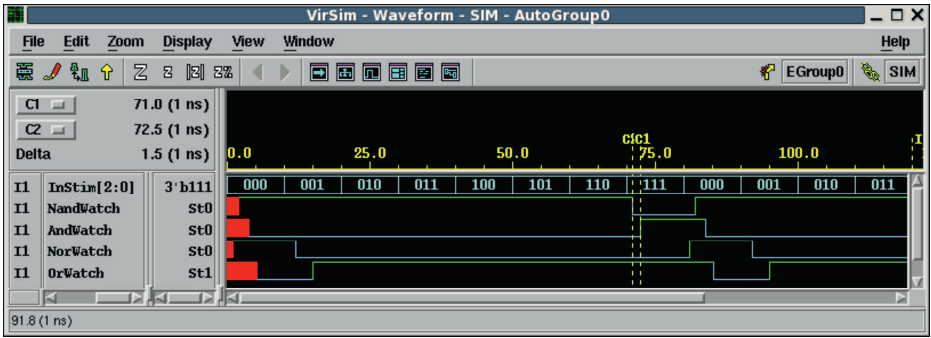 VirSim - Waveform - SIM - AutoGroup0
File Edit Zoom Display View Window Help
EGroup0 SIM
C1 71.0 (1 ns)
C2 72.5 (1 ns)
Delta 1.5 (1 ns)
C1
0.0 25.0 50.0 75.0 100.0
I1 InStim[2:0] 3'b111 000 001 010 011 100 101 110 111 000 001 010 011
I1 NandWatch St0
I1 AndWatch St0
I1 NorWatch St0
I1 OrWatch St1
91.8 (1 ns)